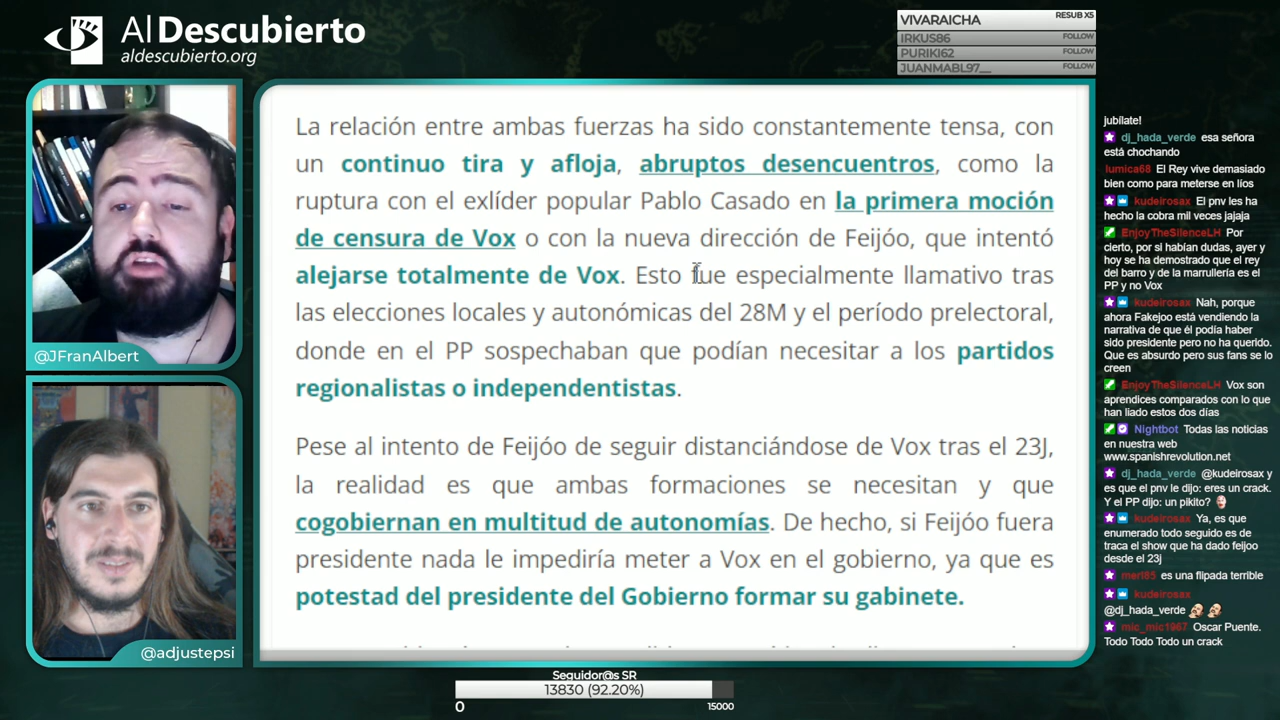 Al Descubierto
aldescubierto.org
VIVARAICHA RESUB X5
IRKUS86 FOLLOW
PURIKI62 FOLLOW
JUANMABL97__ FOLLOW
@JFranAlbert
@adjustepsi
La relación entre ambas fuerzas ha sido constantemente tensa, con
un continuo tira y afloja, abruptos desencuentros, como la
ruptura con el exlíder popular Pablo Casado en la primera moción
de censura de Vox o con la nueva dirección de Feijóo, que intentó
alejarse totalmente de Vox. Esto fue especialmente llamativo tras
las elecciones locales y autonómicas del 28M y el período prelectoral,
donde en el PP sospechaban que podían necesitar a los partidos
regionalistas o independentistas.
Pese al intento de Feijóo de seguir distanciándose de Vox tras el 23J,
la realidad es que ambas formaciones se necesitan y que
cogobiernan en multitud de autonomías. De hecho, si Feijóo fuera
presidente nada le impediría meter a Vox en el gobierno, ya que es
potestad del presidente del Gobierno formar su gabinete.
jubílate!
dj_hada_verde esa señora
está chochando
lumica68 El Rey vive demasiado
bien como para meterse en líos
kudeirosax El pnv les ha
hecho la cobra mil veces jajaja
EnjoyTheSilenceLH Por
cierto, por si habían dudas, ayer y
hoy se ha demostrado que el rey
del barro y de la marrullería es el
PP y no Vox
kudeirosax Nah, porque
ahora Fakejoo está vendiendo la
narrativa de que él podía haber
sido presidente pero no ha querido.
Que es absurdo pero sus fans se lo
creen
EnjoyTheSilenceLH Vox son
aprendices comparados con lo que
han liado estos dos días
Nightbot Todas las noticias
en nuestra web
www.spanishrevolution.net
dj_hada_verde @kudeirosax y
es que el pnv le dijo: eres un crack.
Y el PP dijo: un pikito?
kudeirosax Ya, es que
enumerado todo seguido es de
traca el show que ha dado feijoo
desde el 23j
meri85 es una flipada terrible
kudeirosax
@dj_hada_verde
mic_mic1967 Oscar Puente.
Todo Todo Todo un crack
Seguidor@s SR
13830 (92.20%)
0 15000